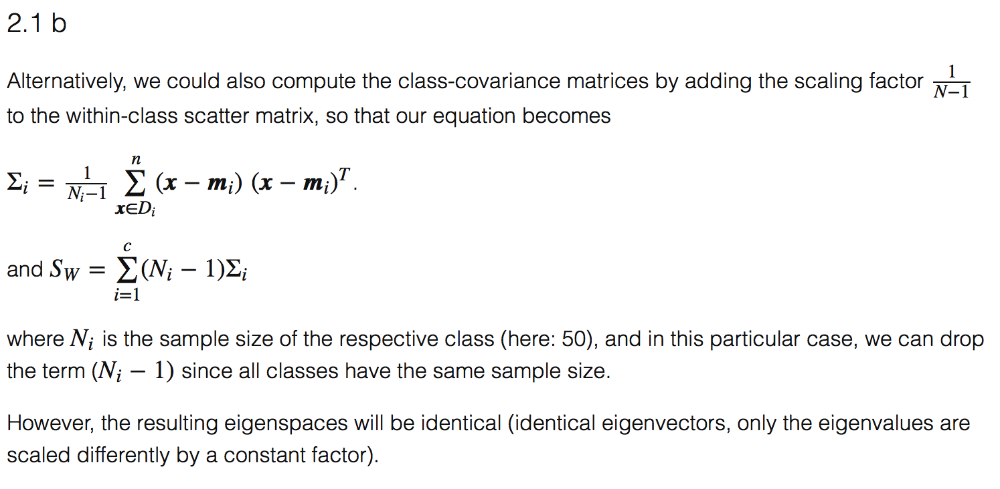 2.1 b
Alternatively, we could also compute the class-covariance matrices by adding the scaling factor \frac{1}{N-1}
to the within-class scatter matrix, so that our equation becomes
\Sigma_i = \frac{1}{N_i-1} \sum_{\boldsymbol{x} \in D_i}^{n} (\boldsymbol{x} - \boldsymbol{m}_i) (\boldsymbol{x} - \boldsymbol{m}_i)^T.
and S_W = \sum_{i=1}^{c} (N_i - 1)\Sigma_i
where N_i is the sample size of the respective class (here: 50), and in this particular case, we can drop
the term (N_i - 1) since all classes have the same sample size.
However, the resulting eigenspaces will be identical (identical eigenvectors, only the eigenvalues are
scaled differently by a constant factor).